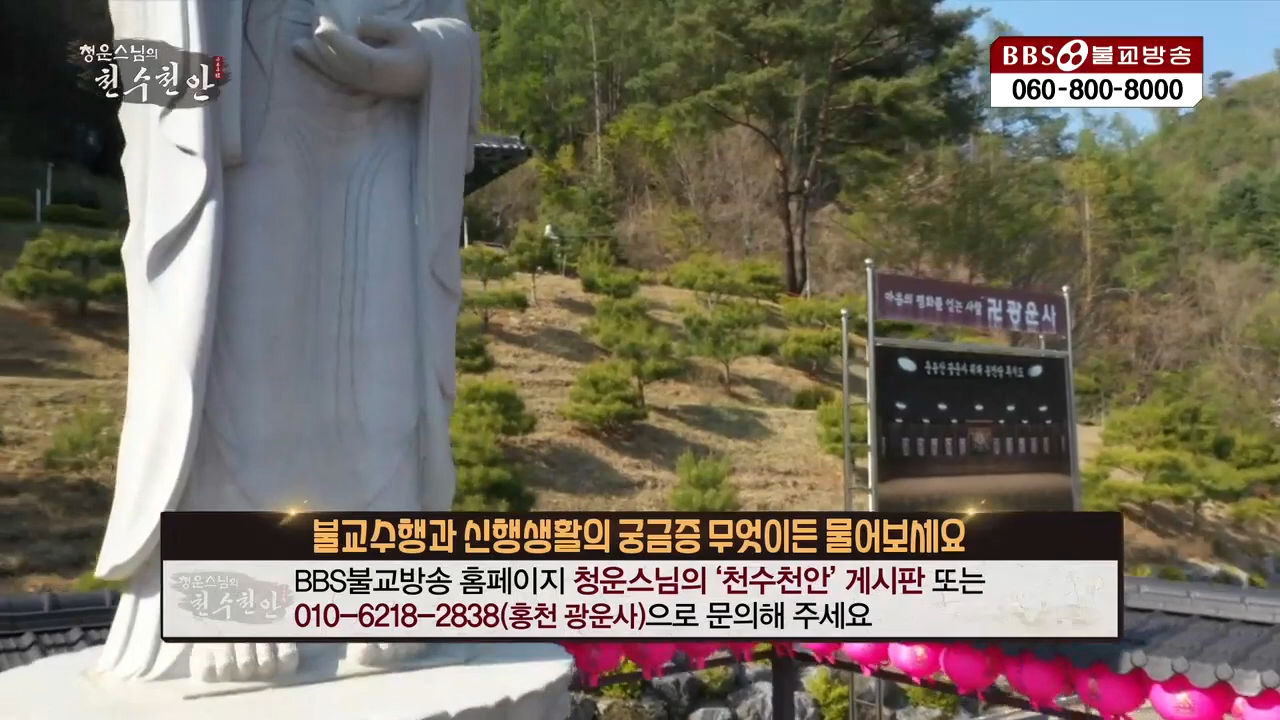 청운스님의
천수천안
BBS 불교방송
060-800-8000
마음의 평화를 얻는 사찰 卍광운사
불교수행과 신행생활의 궁금증 무엇이든 물어보세요
청운스님의
천수천안
BBS불교방송 홈페이지 청운스님의 ‘천수천안’ 게시판 또는
010-6218-2838(홍천 광운사)으로 문의해 주세요